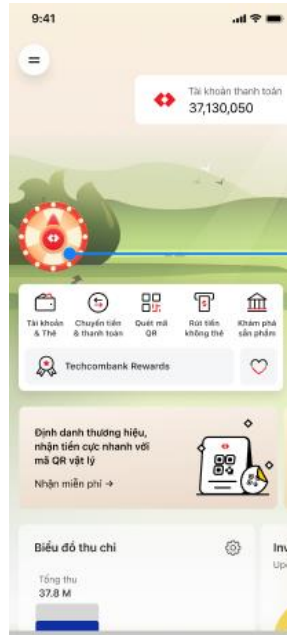 9:41
Tài khoản thanh toán
37,130,050
Tài khoản
& Thẻ
Chuyển tiền
& thanh toán
Quét mã
QR
Rút tiền
không thẻ
Khám phá
sản phẩm
Techcombank Rewards
Định danh thương hiệu,
nhận tiền cực nhanh với
mã QR vật lý
Nhận miễn phí →
Biểu đồ thu chi
Inv
Upd
Tổng thu
37.8 M